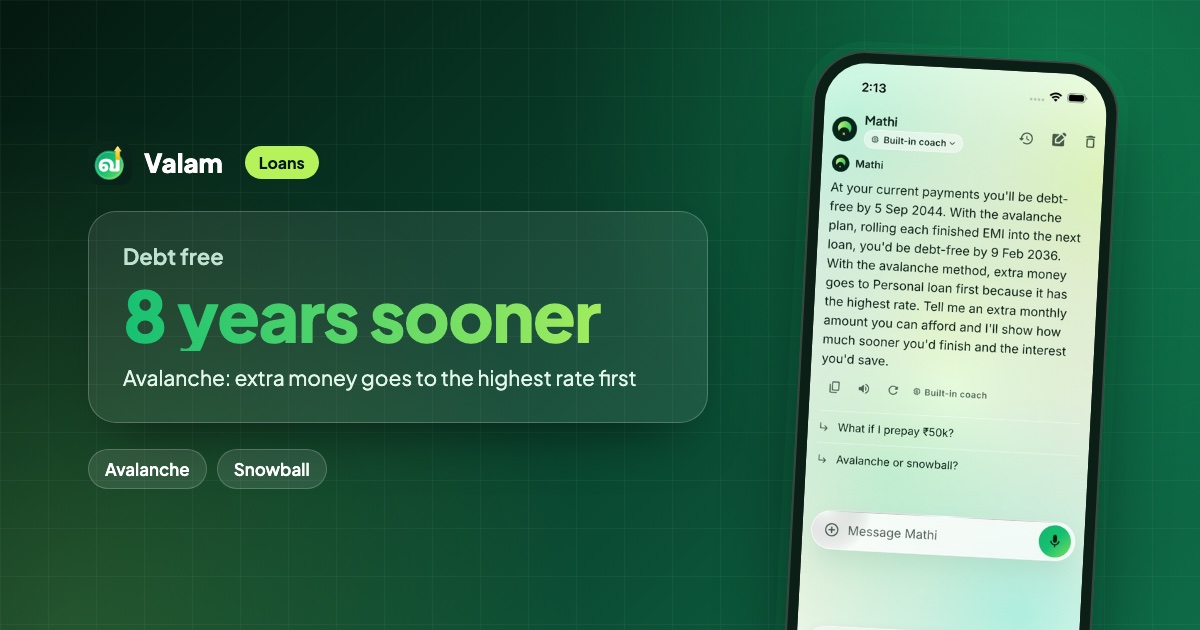 வ
Valam
Loans
Debt free
8 years sooner
Avalanche: extra money goes to the highest rate first
Avalanche
Snowball
2:13
Mathi
Built-in coach
Mathi
At your current payments you'll be debt-
free by 5 Sep 2044. With the avalanche
plan, rolling each finished EMI into the next
loan, you'd be debt-free by 9 Feb 2036.
With the avalanche method, extra money
goes to Personal loan first because it has
the highest rate. Tell me an extra monthly
amount you can afford and I'll show how
much sooner you'd finish and the interest
you'd save.
Built-in coach
What if I prepay ₹50k?
Avalanche or snowball?
Message Mathi